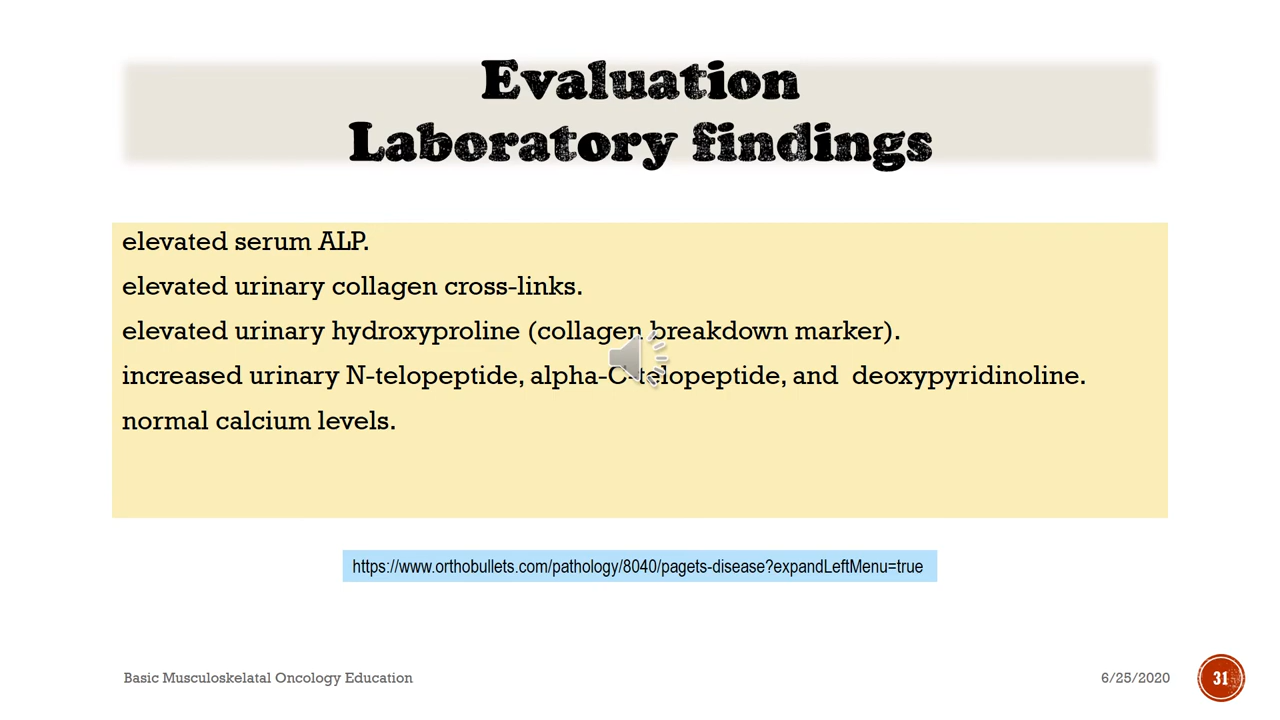 Evaluation
Laboratory findings
elevated serum ALP.
elevated urinary collagen cross-links.
elevated urinary hydroxyproline (collagen breakdown marker).
increased urinary N-telopeptide, alpha-C-telopeptide, and deoxypyridinoline.
normal calcium levels.
https://www.orthobullets.com/pathology/8040/pagets-disease?expandLeftMenu=true
Basic Musculoskelatal Oncology Education
6/25/2020
31